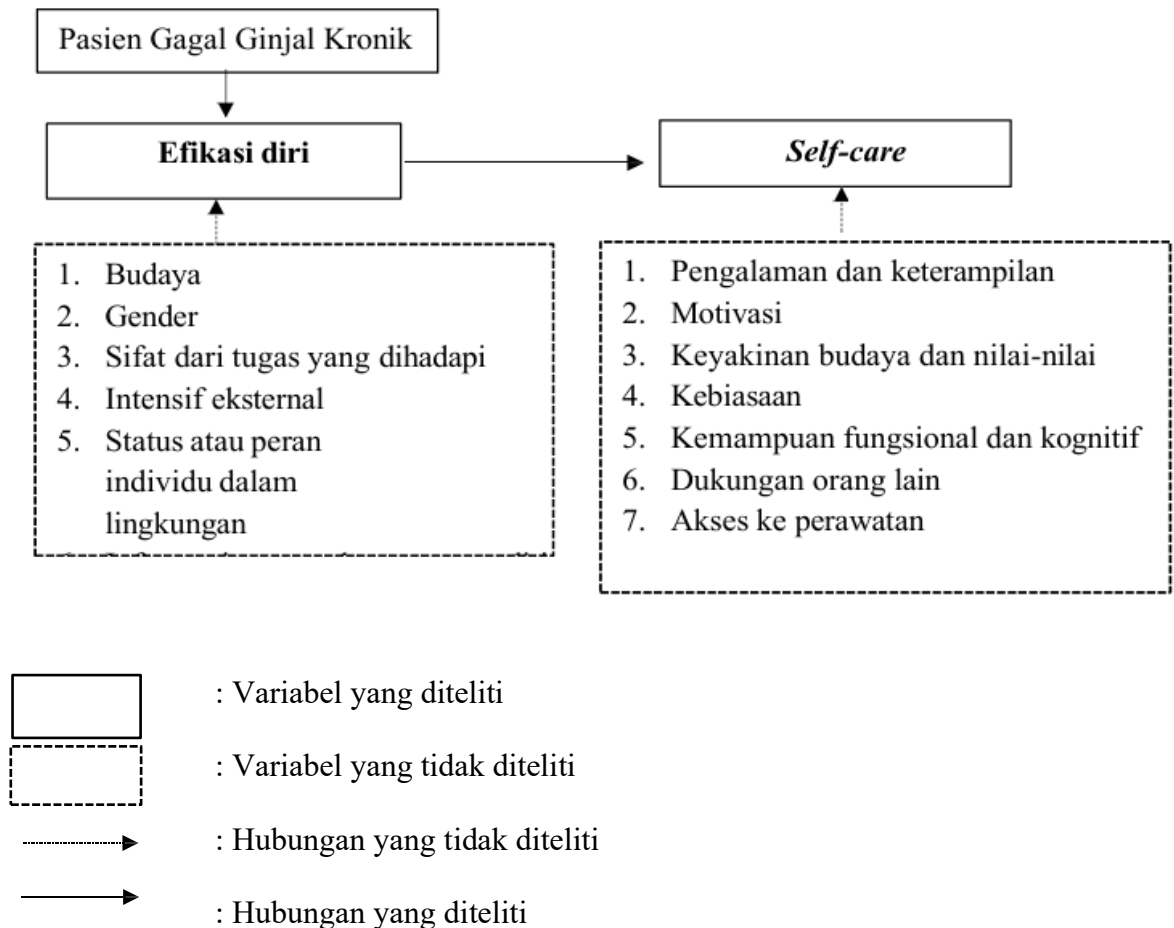 Pasien Gagal Ginjal Kronik
Efikasi diri
Self-care
1. Budaya
2. Gender
3. Sifat dari tugas yang dihadapi
4. Intensif eksternal
5. Status atau peran
individu dalam
lingkungan
1. Pengalaman dan keterampilan
2. Motivasi
3. Keyakinan budaya dan nilai-nilai
4. Kebiasaan
5. Kemampuan fungsional dan kognitif
6. Dukungan orang lain
7. Akses ke perawatan
: Variabel yang diteliti
: Variabel yang tidak diteliti
: Hubungan yang tidak diteliti
: Hubungan yang diteliti